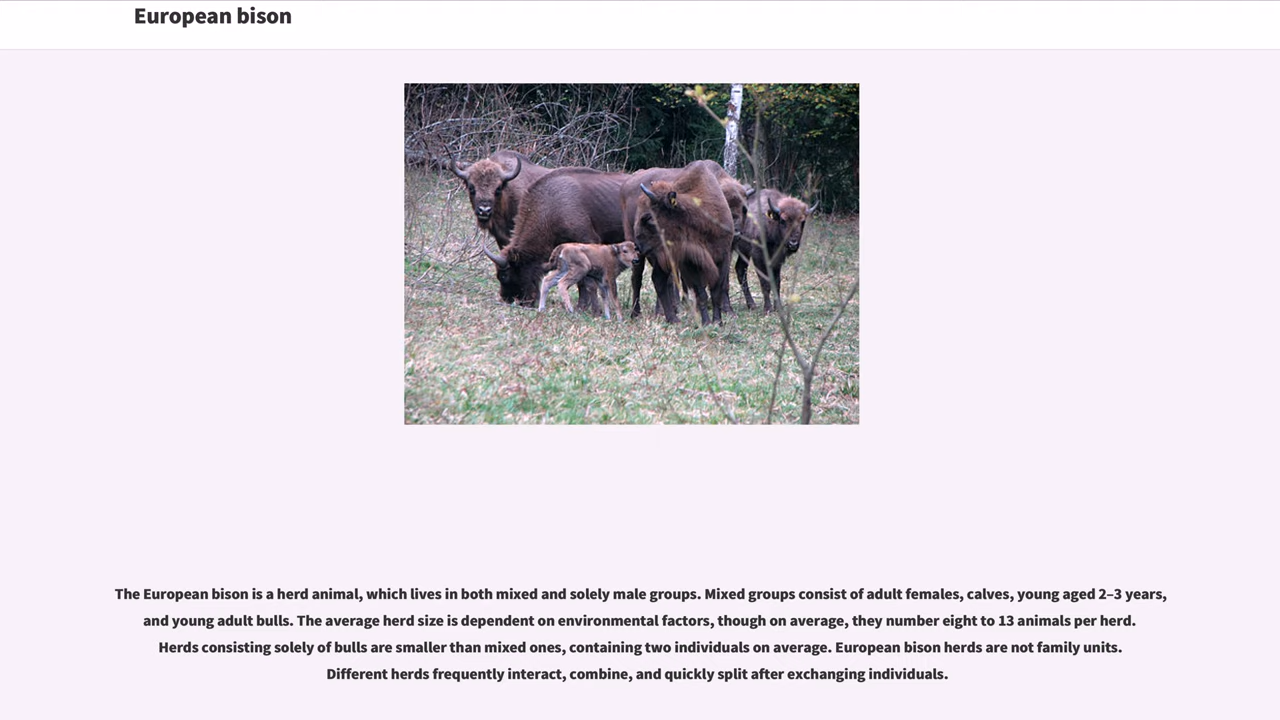 European bison
The European bison is a herd animal, which lives in both mixed and solely male groups. Mixed groups consist of adult females, calves, young aged 2–3 years,
and young adult bulls. The average herd size is dependent on environmental factors, though on average, they number eight to 13 animals per herd.
Herds consisting solely of bulls are smaller than mixed ones, containing two individuals on average. European bison herds are not family units.
Different herds frequently interact, combine, and quickly split after exchanging individuals.